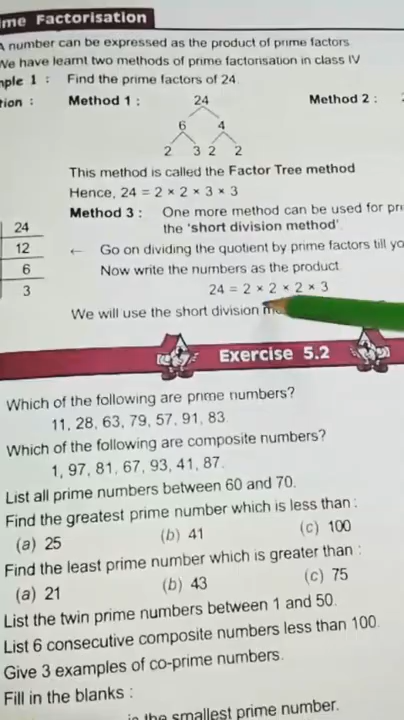 me Factorisation
A number can be expressed as the product of prime factors
We have learnt two methods of prime factorisation in class IV
mple 1 : Find the prime factors of 24
tion : Method 1 : 24 Method 2 :
6 4
2 3 2 2
This method is called the Factor Tree method
Hence, 24 = 2 × 2 × 3 × 3
Method 3 : One more method can be used for pri
the 'short division method'
24
12
6
3
← Go on dividing the quotient by prime factors till yo
Now write the numbers as the product
24 = 2 × 2 × 2 × 3
We will use the short division
Exercise 5.2
Which of the following are prime numbers?
11, 28, 63, 79, 57, 91, 83.
Which of the following are composite numbers?
1, 97, 81, 67, 93, 41, 87.
List all prime numbers between 60 and 70.
Find the greatest prime number which is less than :
(a) 25 (b) 41 (c) 100
Find the least prime number which is greater than :
(a) 21 (b) 43 (c) 75
List the twin prime numbers between 1 and 50.
List 6 consecutive composite numbers less than 100.
Give 3 examples of co-prime numbers.
Fill in the blanks :
is the smallest prime number.